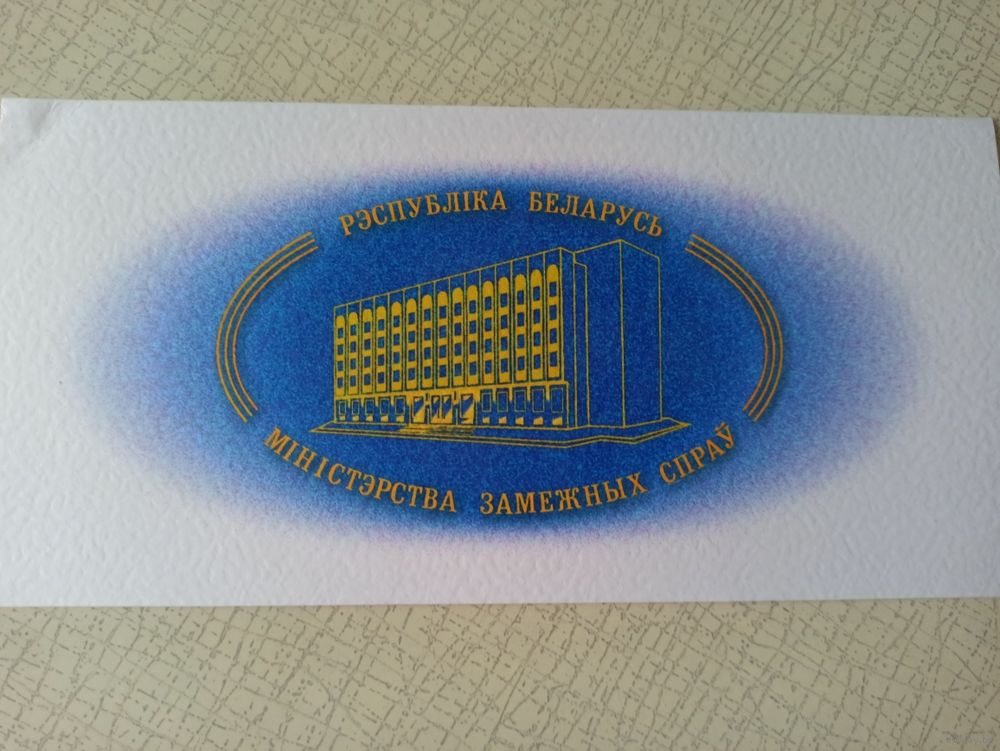 РЭСПУБЛІКА БЕЛАРУСЬ
МІНІСТЭРСТВА ЗАМЕЖНЫХ СПРАЎ